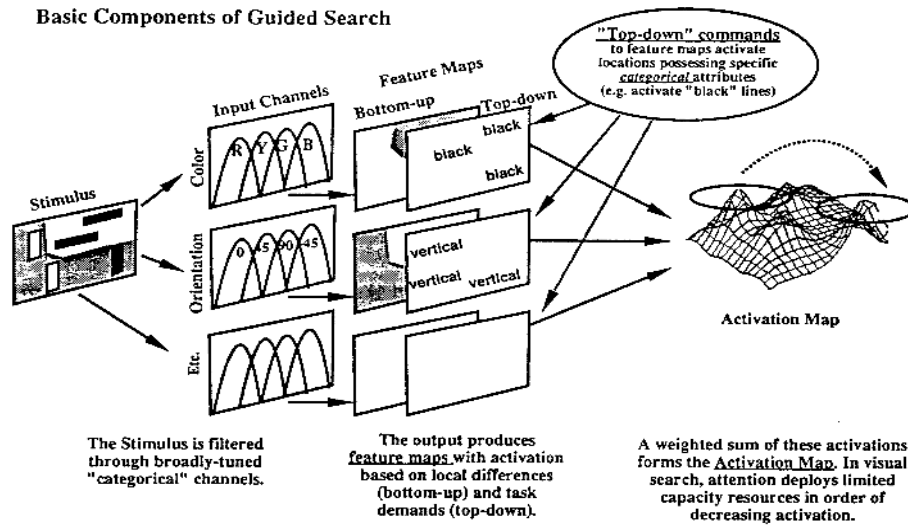 Basic Components of Guided Search
"Top-down" commands
to feature maps activate
locations possessing specific
categorical attributes
(e.g. activate "black" lines)
Feature Maps
Input Channels
Bottom-up
Top-down
Stimulus
Color
R Y G B
black
black
black
Orientation
0 45 90 -45
vertical
vertical
vertical
Etc.
Activation Map
The Stimulus is filtered
through broadly-tuned
"categorical" channels.
The output produces
feature maps with activation
based on local differences
(bottom-up) and task
demands (top-down).
A weighted sum of these activations
forms the Activation Map. In visual
search, attention deploys limited
capacity resources in order of
decreasing activation.